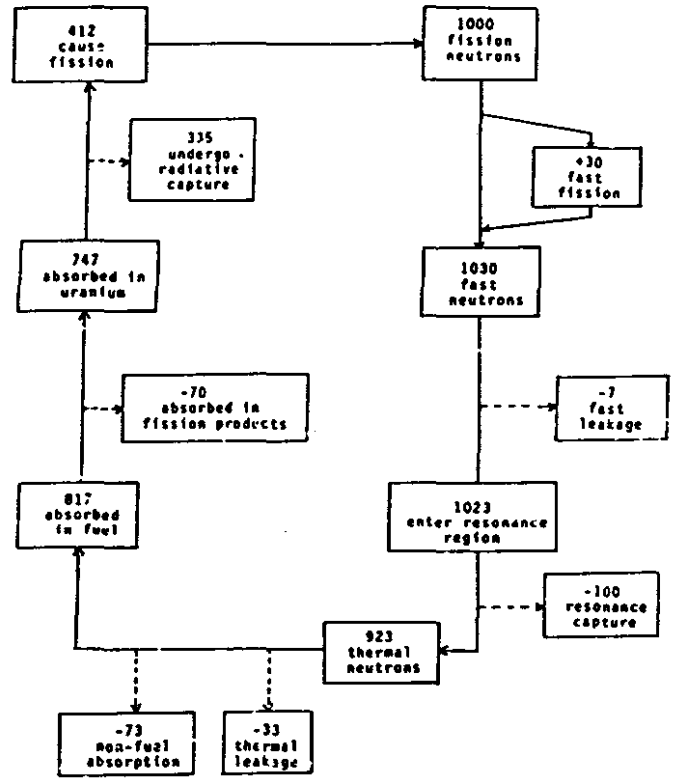 412
cause
fission
1000
fission
neutrons
335
undergo .
radiative
capture
+30
fast
fission
747
absorbed in
uranium
1030
fast
neutrons
-70
absorbed in
fission products
-7
fast
leakage
817
absorbed
in fuel
1023
enter resonance
region
-100
resonance
capture
923
thermal
neutrons
-73
non-fuel
absorption
-33
thermal
leakage